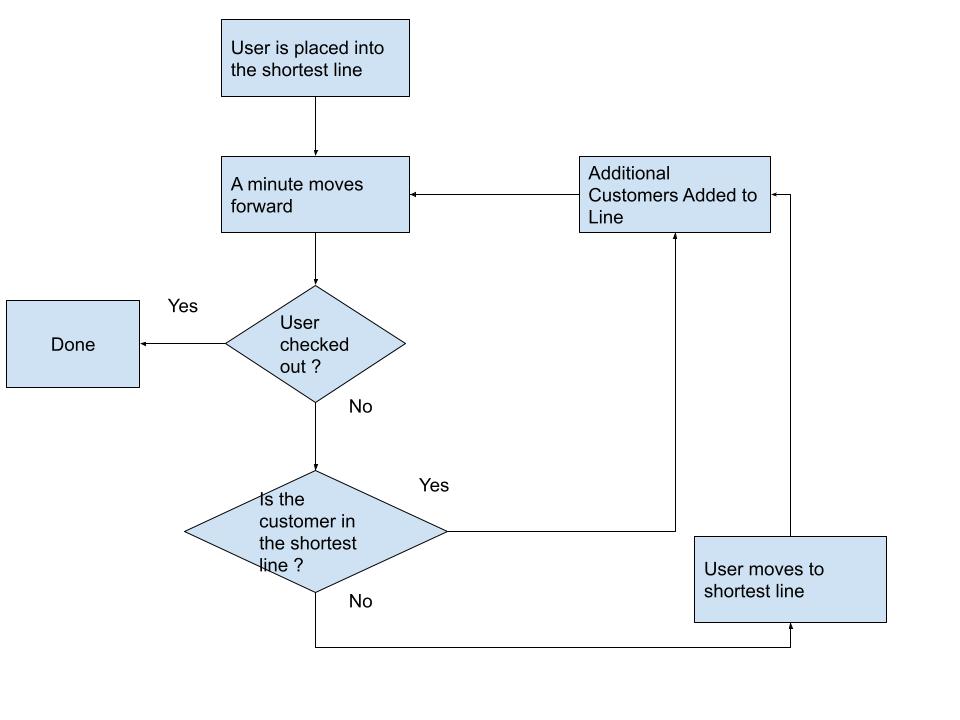 User is placed into
the shortest line
A minute moves
forward
Additional
Customers Added to
Line
Yes
Done
User
checked
out ?
No
Yes
Is the
customer in
the shortest
line ?
No
User moves to
shortest line